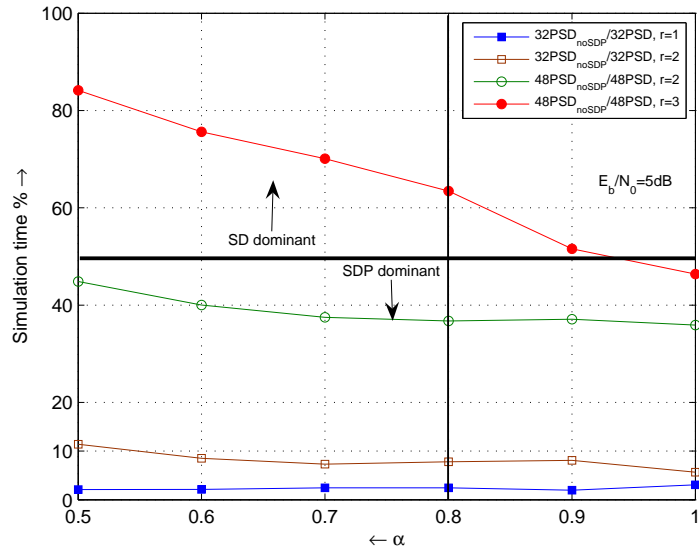 32PSD_noSDP/32PSD, r=1
32PSD_noSDP/32PSD, r=2
48PSD_noSDP/48PSD, r=2
48PSD_noSDP/48PSD, r=3
E_b/N_0=5dB
SD dominant
SDP dominant
Simulation time % →
100
80
60
40
20
10
0
0.5
0.6
0.7
0.8
0.9
1
← α